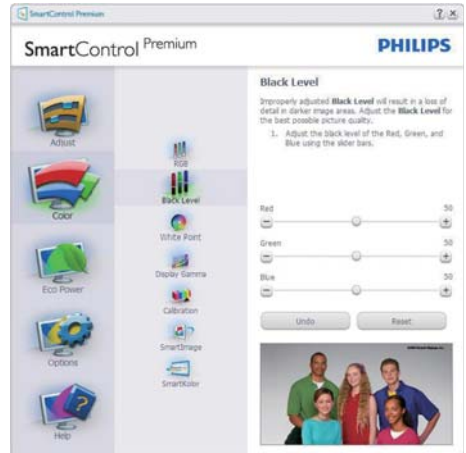 SmartControl Premium
SmartControl Premium
PHILIPS
Adjust
Color
Eco Power
Options
Help
RGB
Black Level
White Point
Display Gamma
Calibration
SmartImage
SmartKolor
Black Level
Improperly adjusted Black Level will result in a loss of
detail in darker image areas. Adjust the Black Level for
the best possible picture quality.
1. Adjust the black level of the Red, Green, and
Blue using the slider bars.
Red 50
Green 50
Blue 50
Undo Reset